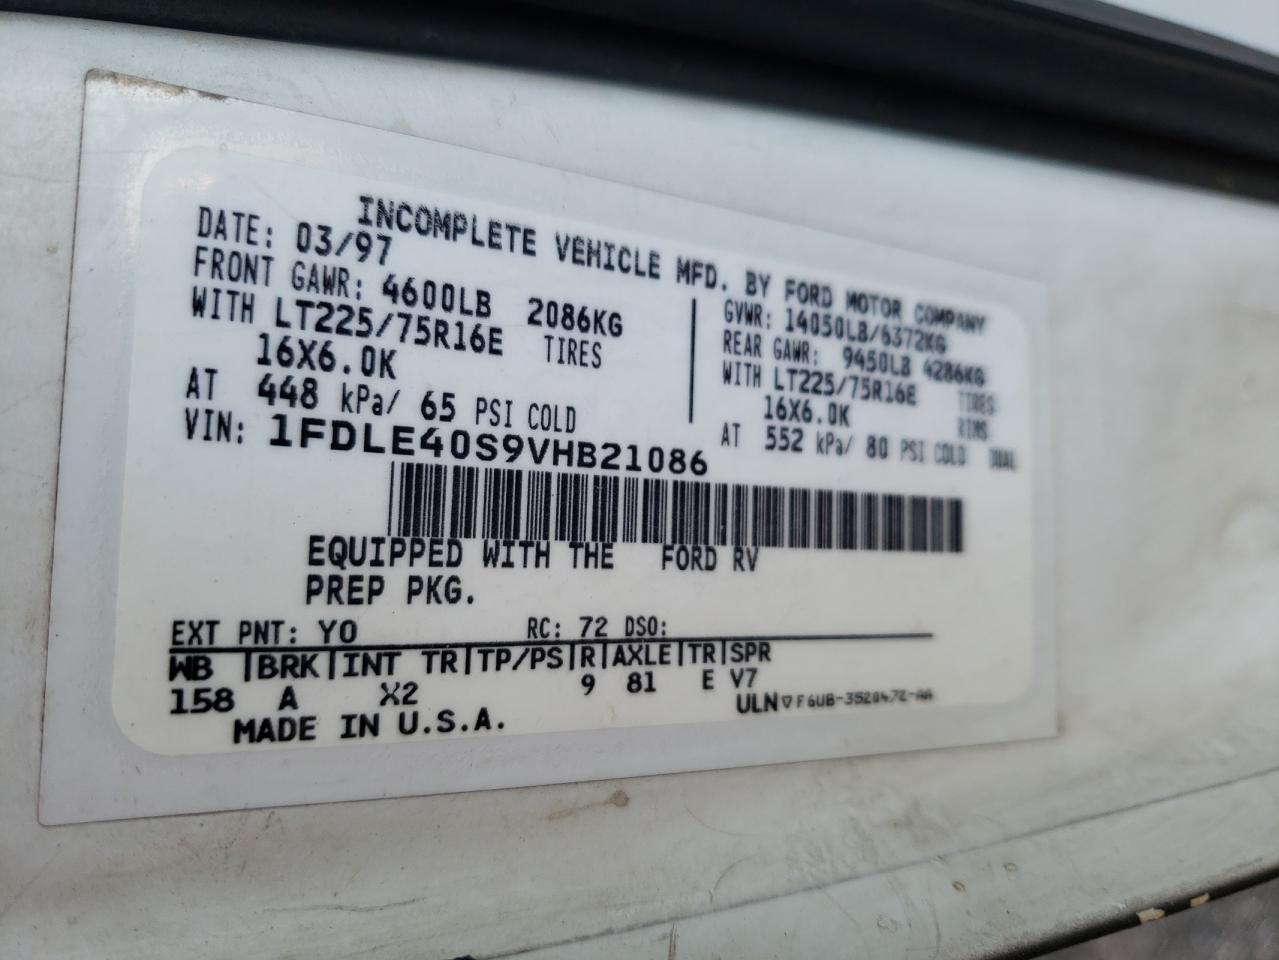 INCOMPLETE VEHICLE MFD. BY FORD MOTOR COMPANY
DATE: 03/97
FRONT GAWR: 4600LB 2086KG
WITH LT225/75R16E TIRES
16X6.0K
AT 448 kPa/ 65 PSI COLD
GVWR: 14050LB/6372KG
REAR GAWR: 9450LB 4286KG
WITH LT225/75R16E TIRES
16X6.0K RIMS
AT 552 kPa/ 80 PSI COLD DUAL
VIN: 1FDLE40S9VHB21086
EQUIPPED WITH THE FORD RV
PREP PKG.
EXT PNT: YO RC: 72 DSO:
WB |BRK|INT TR|TP/PS|R|AXLE|TR|SPR
158 A X2 9 81 E V7
MADE IN U.S.A.
ULN ▽ F6UB-3520472-AA